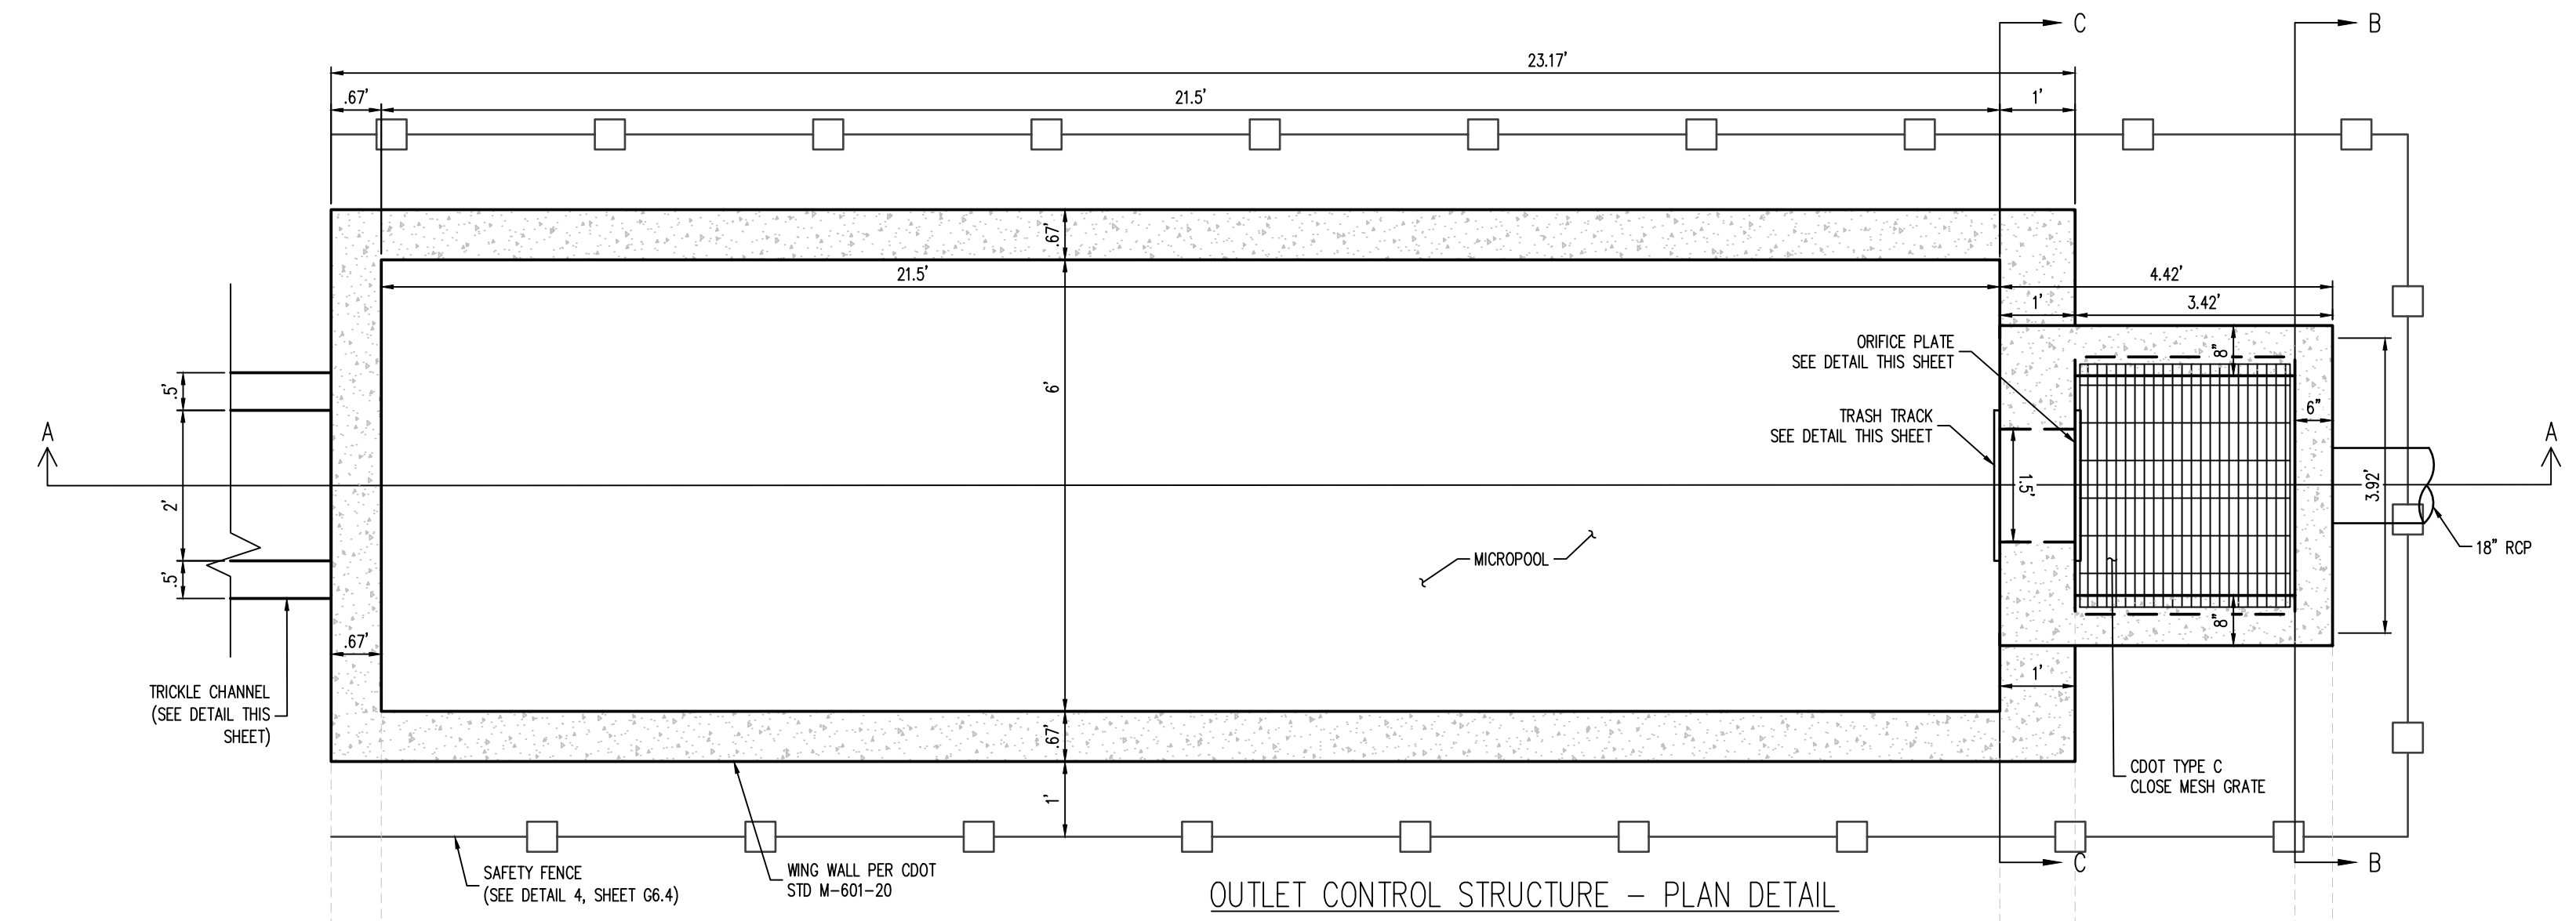 C
B
23.17'
.67'
21.5'
1'
.67'
21.5'
4.42'
1'
3.42'
ORIFICE PLATE
SEE DETAIL THIS SHEET
8"
.5'
6'
TRASH TRACK
SEE DETAIL THIS SHEET
6"
A
A
2'
1.5'
3.92'
MICROPOOL
18" RCP
.5'
8"
.67'
1'
TRICKLE CHANNEL
(SEE DETAIL THIS
SHEET)
.67'
CDOT TYPE C
CLOSE MESH GRATE
1'
SAFETY FENCE
(SEE DETAIL 4, SHEET G6.4)
WING WALL PER CDOT
STD M-601-20
C
B
OUTLET CONTROL STRUCTURE - PLAN DETAIL